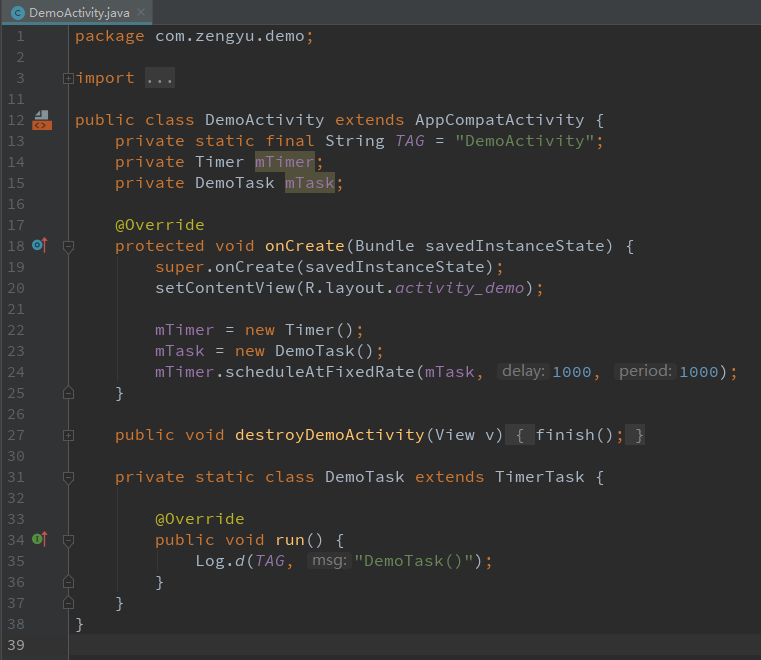 DemoActivity.java ×
1 package com.zengyu.demo;
2
3 import ...
11
12 public class DemoActivity extends AppCompatActivity {
13     private static final String TAG = "DemoActivity";
14     private Timer mTimer;
15     private DemoTask mTask;
16
17     @Override
18     protected void onCreate(Bundle savedInstanceState) {
19         super.onCreate(savedInstanceState);
20         setContentView(R.layout.activity_demo);
21
22         mTimer = new Timer();
23         mTask = new DemoTask();
24         mTimer.scheduleAtFixedRate(mTask, delay: 1000, period: 1000);
25     }
26
27     public void destroyDemoActivity(View v) { finish(); }
30
31     private static class DemoTask extends TimerTask {
32
33         @Override
34         public void run() {
35             Log.d(TAG, msg: "DemoTask()");
36         }
37     }
38 }
39